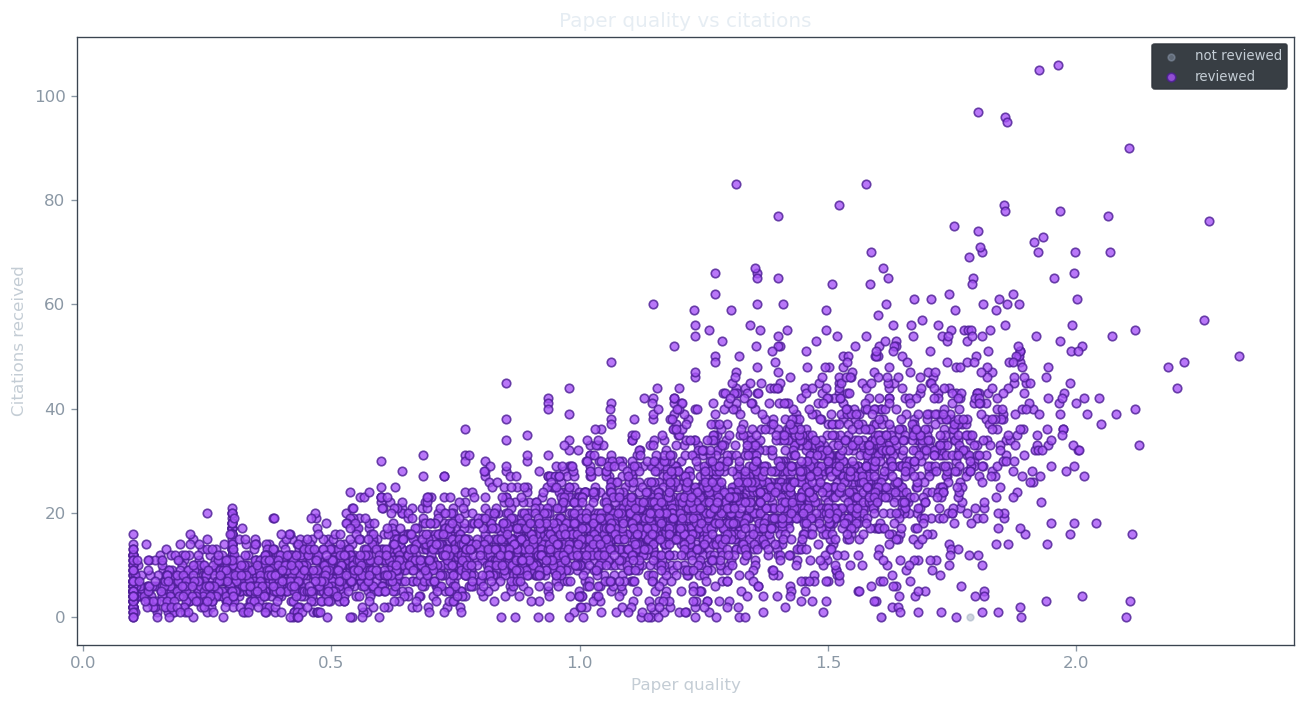 Paper quality vs citations
not reviewed
reviewed
100
80
60
40
20
0
Citations received
0.0 0.5 1.0 1.5 2.0
Paper quality